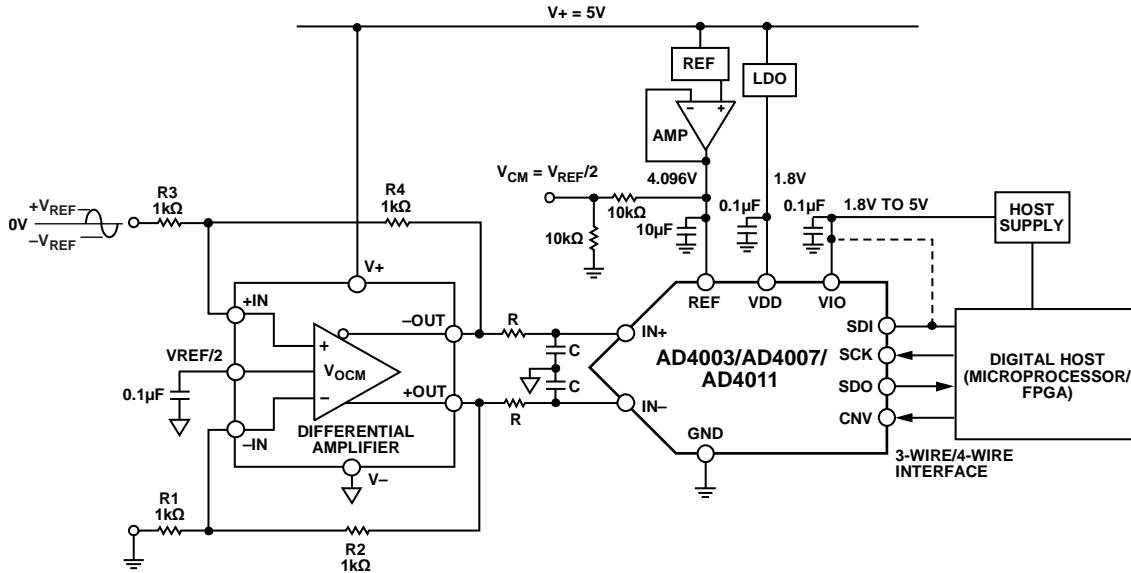 V+ = 5V
REF
LDO
AMP
–
+
VCM = VREF/2
4.096V
1.8V
R3
1kΩ
R4
1kΩ
+VREF
0V
–VREF
10kΩ
10kΩ
10µF
0.1µF
0.1µF
1.8V TO 5V
HOST
SUPPLY
V+
+IN
–OUT
R
REF
VDD
VIO
IN+
SDI
VREF/2
+
VOCM
–
C
C
AD4003/AD4007/
AD4011
SCK
DIGITAL HOST
(MICROPROCESSOR/
FPGA)
0.1µF
+OUT
SDO
–IN
R
IN–
CNV
DIFFERENTIAL
AMPLIFIER
GND
3-WIRE/4-WIRE
INTERFACE
V–
R1
1kΩ
R2
1kΩ